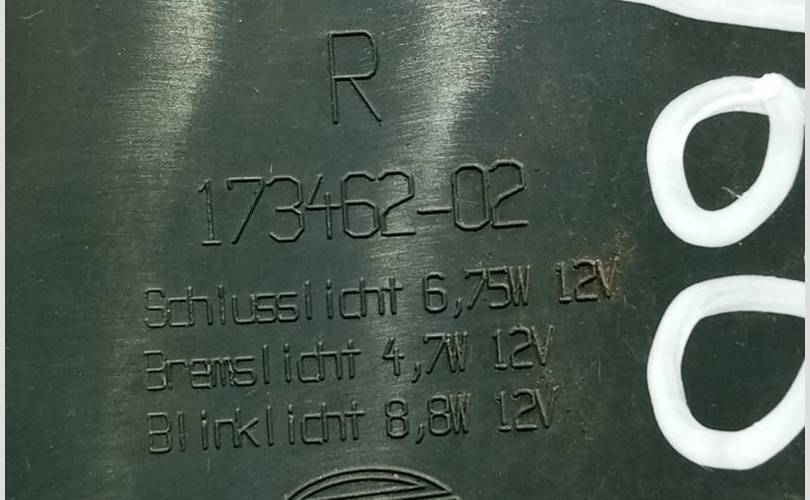 R
173462-02
Schlusslicht 6,75W 12V
Bremslicht 4,7W 12V
Blinklicht 8,8W 12V